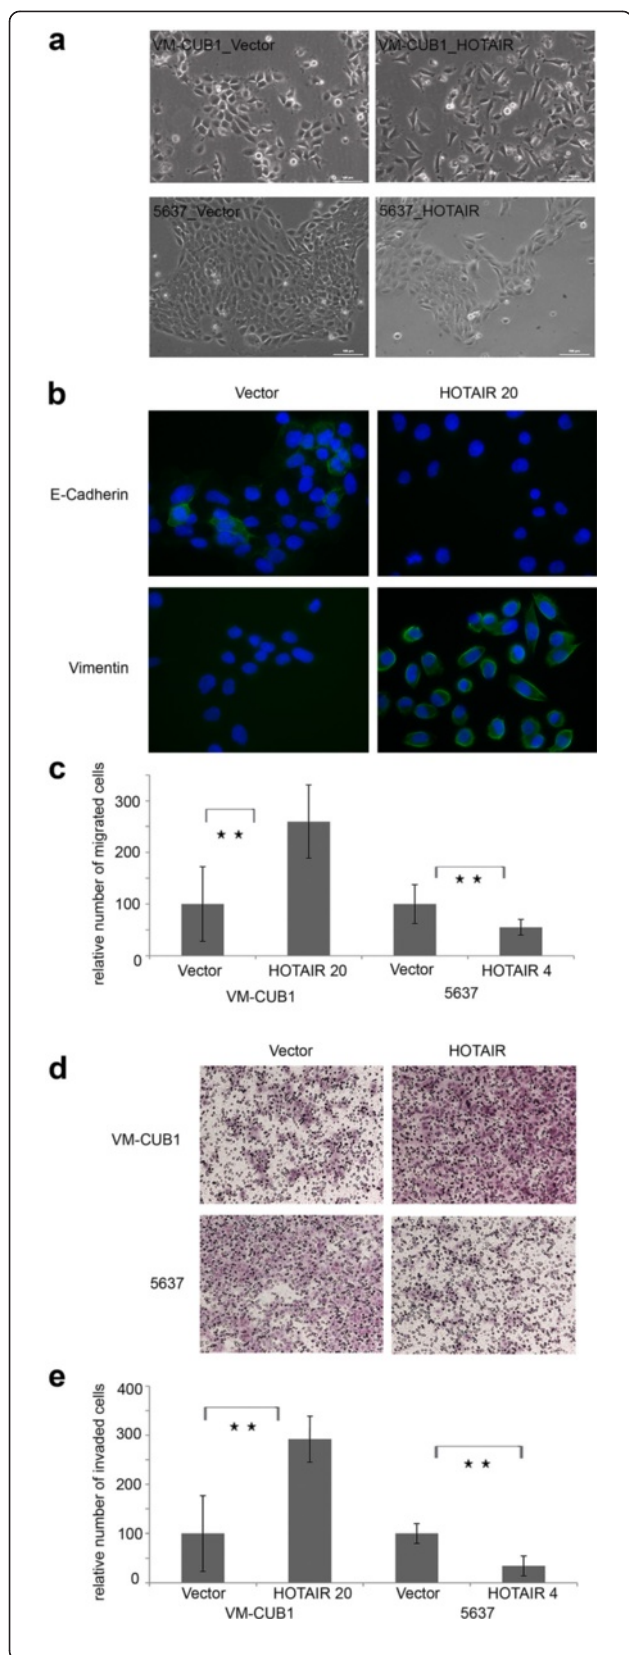 a
VM-CUB1_Vector
VM-CUB1_HOTAIR
5637_Vector
5637_HOTAIR
b
Vector
HOTAIR 20
E-Cadherin
Vimentin
c
relative number of migrated cells
300
200
100
0
★ ★
★ ★
Vector
HOTAIR 20
Vector
HOTAIR 4
VM-CUB1
5637
d
Vector
HOTAIR
VM-CUB1
5637
e
relative number of invaded cells
400
300
200
100
0
★ ★
★ ★
Vector
HOTAIR 20
Vector
HOTAIR 4
VM-CUB1
5637